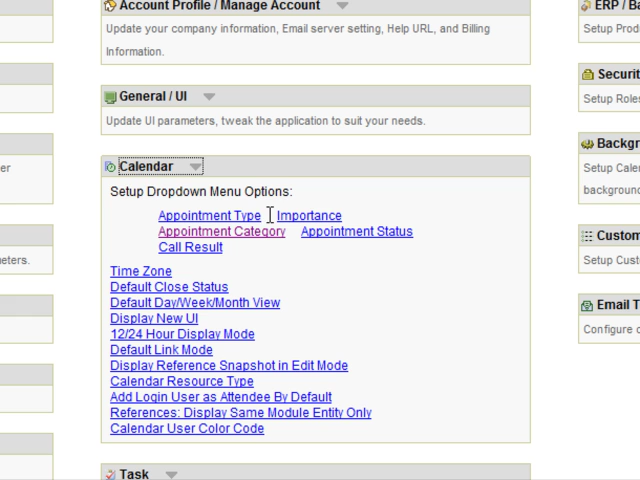 Account Profile / Manage Account
Update your company information, Email server setting, Help URL, and Billing
Information.
General / UI
Update UI parameters, tweak the application to suit your needs.
Calendar
Setup Dropdown Menu Options:
Appointment Type Importance
Appointment Category Appointment Status
Call Result
Time Zone
Default Close Status
Default Day/Week/Month View
Display New UI
12/24 Hour Display Mode
Default Link Mode
Display Reference Snapshot in Edit Mode
Calendar Resource Type
Add Login User as Attendee By Default
References: Display Same Module Entity Only
Calendar User Color Code
Task
er
eters.
ERP / Ba
Setup Prod
Securit
Setup Roles
Backgr
Setup Cale
background
Custom
Setup Cust
Email T
Configure